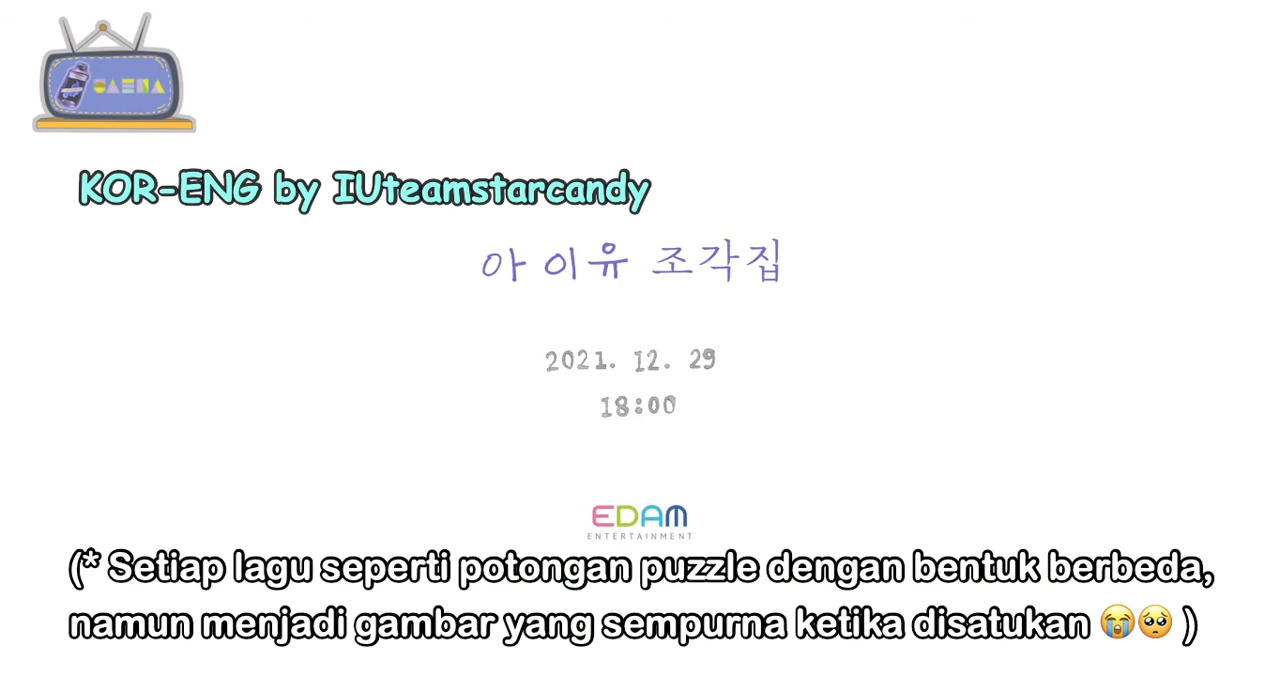 UAENA
KOR-ENG by IUteamstarcandy
아이유 조각집
2021. 12. 29
18:00
EDAM
ENTERTAINMENT
(* Setiap lagu seperti potongan puzzle dengan bentuk berbeda,
namun menjadi gambar yang sempurna ketika disatukan 😭🥺 )